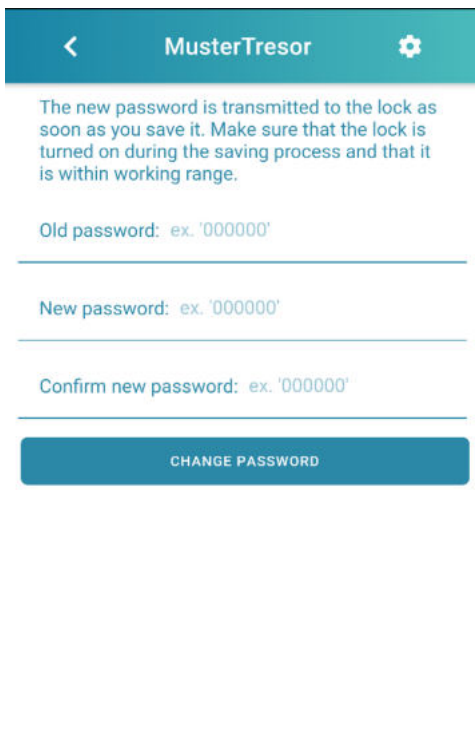 MusterTresor
The new password is transmitted to the lock as
soon as you save it. Make sure that the lock is
turned on during the saving process and that it
is within working range.
Old password: ex. '000000'
New password: ex. '000000'
Confirm new password: ex. '000000'
CHANGE PASSWORD